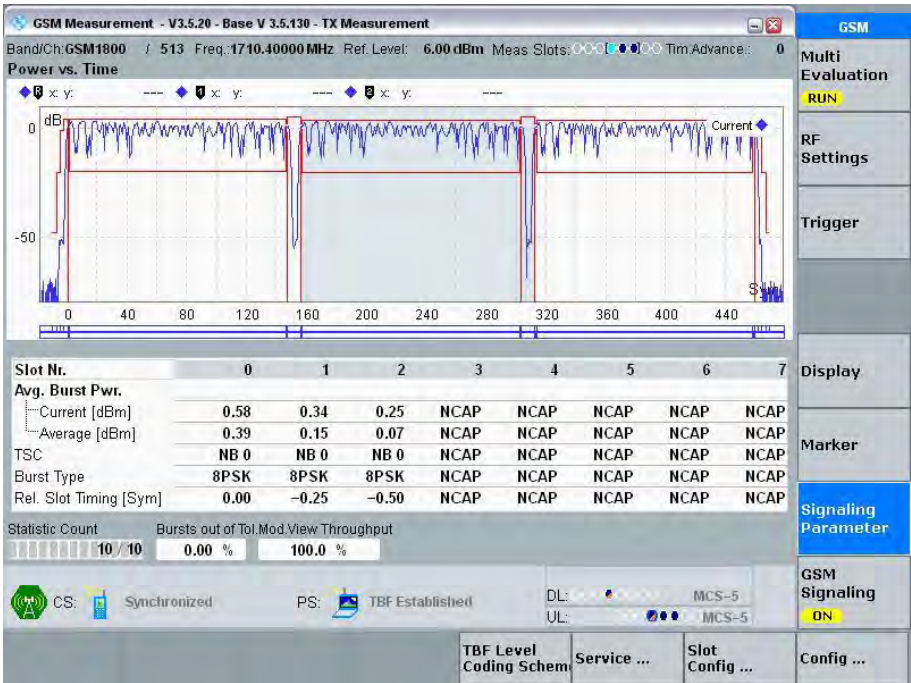 GSM Measurement - V3.5.20 - Base V 3.5.130 - TX Measurement
GSM
Band/Ch:GSM1800 / 513 Freq.:1710.40000 MHz Ref. Level: 6.00 dBm Meas Slots: Tim Advance.: 0
Multi Evaluation
RUN
Power vs. Time
R x: y: --- 1 x: y: --- 2 x: y: ---
dB
Current
0
-50
Sym
0 40 80 120 160 200 240 280 320 360 400 440
RF Settings
Trigger
Slot Nr. 0 1 2 3 4 5 6 7
Avg. Burst Pwr.
Current [dBm] 0.58 0.34 0.25 NCAP NCAP NCAP NCAP NCAP
Average [dBm] 0.39 0.15 0.07 NCAP NCAP NCAP NCAP NCAP
TSC NB 0 NB 0 NB 0 NCAP NCAP NCAP NCAP NCAP
Burst Type 8PSK 8PSK 8PSK NCAP NCAP NCAP NCAP NCAP
Rel. Slot Timing [Sym] 0.00 −0.25 −0.50 NCAP NCAP NCAP NCAP NCAP
Display
Marker
Signaling Parameter
Statistic Count Bursts out of Tol. Mod.View Throughput
10 / 10 0.00 % 100.0 %
GSM Signaling
ON
CS: Synchronized PS: TBF Established DL: MCS-5
UL: MCS-5
TBF Level Coding Schem
Service ...
Slot Config ...
Config ...